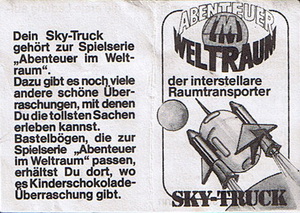 Dein Sky-Truck
gehört zur Spielserie
„Abenteuer im Welt-
raum“.
Dazu gibt es noch viele
andere schöne Über-
raschungen, mit denen
Du die tollsten Sachen
erleben kannst.
Bastelbögen, die zur
Spielserie „Abenteuer
im Weltraum“ passen,
erhältst Du dort, wo
es Kinderschokolade-
Überraschung gibt.
ABENTEUER
IM
WELTRAUM
der interstellare
Raumtransporter
SKY-TRUCK